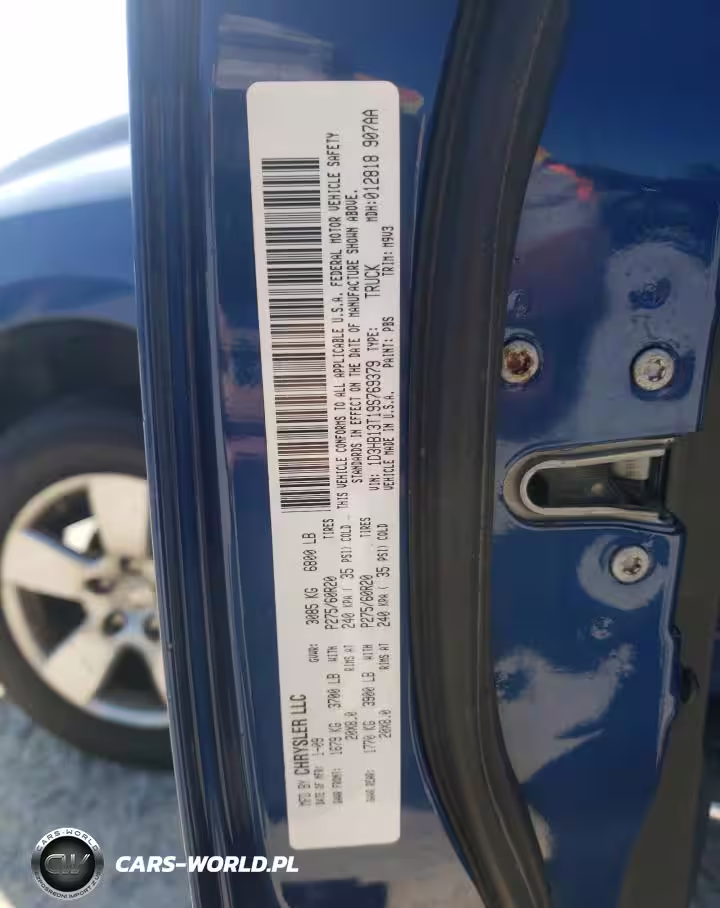 MFD BY CHRYSLER LLC
DATE OF MFR: 1-09 GVWR: 3085 KG 6800 LB
GAWR FRONT: 1679 KG 3700 LB WITH P275/60R20 TIRES
20X8.0 RIMS AT 240 KPA ( 35 PSI) COLD
GAWR REAR: 1770 KG 3900 LB WITH P275/60R20 TIRES
20X8.0 RIMS AT 240 KPA ( 35 PSI) COLD
THIS VEHICLE CONFORMS TO ALL APPLICABLE U.S.A. FEDERAL MOTOR VEHICLE SAFETY
STANDARDS IN EFFECT ON THE DATE OF MANUFACTURE SHOWN ABOVE.
VIN: 1D3HB13T19S769379 TYPE: TRUCK MDH:012818 907AA
VEHICLE MADE IN U.S.A. PAINT: PBS TRIM: M9V3
CW
CARS-WORLD.PL